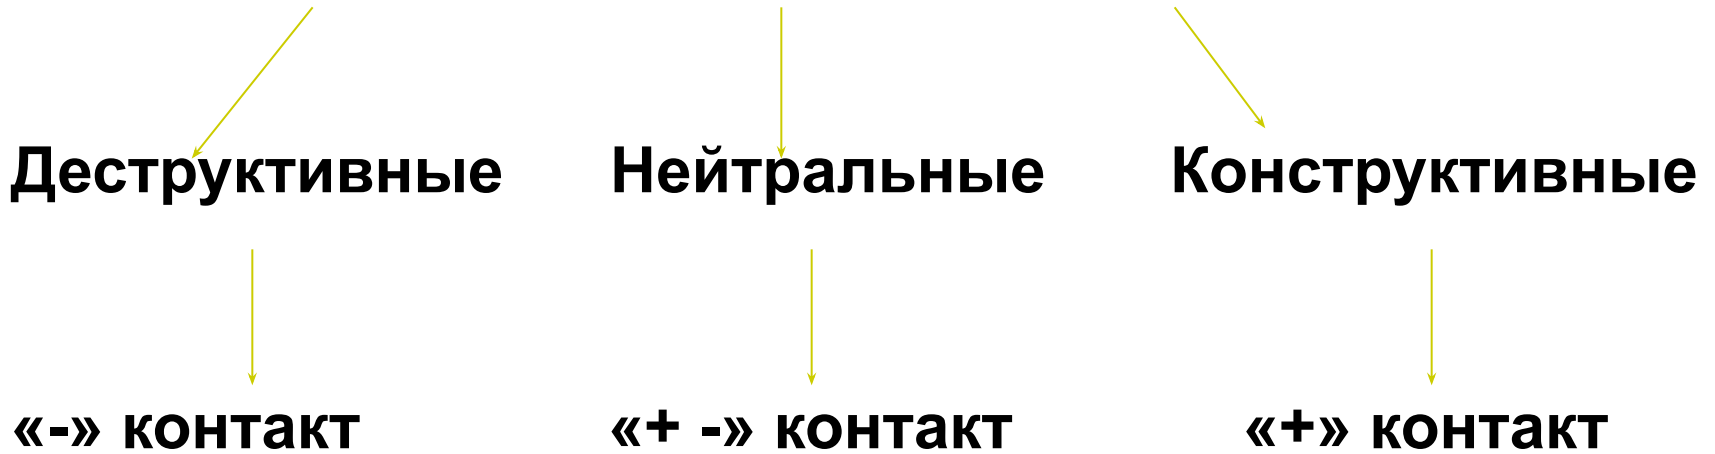 Деструктивные Нейтральные Конструктивные
«-» контакт «+ -» контакт «+» контакт